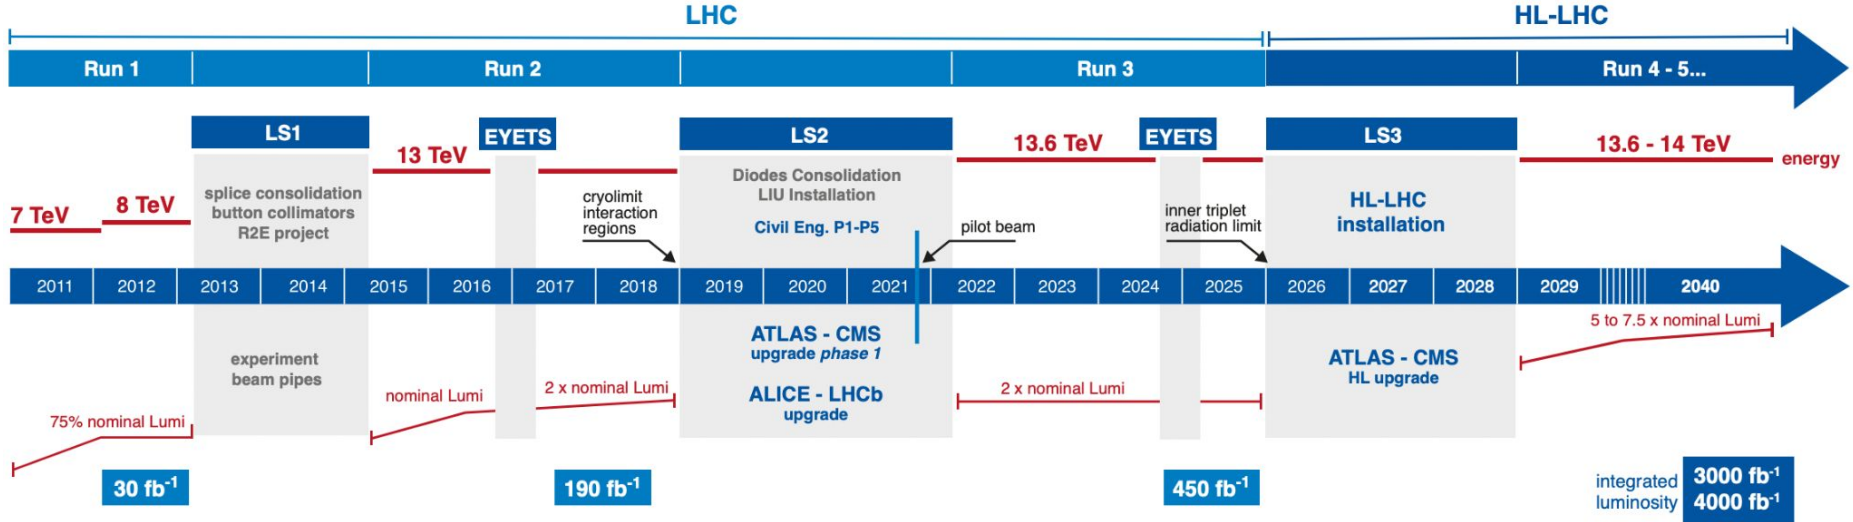 LHC
HL-LHC
Run 1
Run 2
Run 3
Run 4 - 5...
LS1
EYETS
LS2
EYETS
LS3
7 TeV
8 TeV
13 TeV
13.6 TeV
13.6 - 14 TeV
energy
splice consolidation
button collimators
R2E project
cryolimit
interaction
regions
Diodes Consolidation
LIU Installation
Civil Eng. P1-P5
pilot beam
inner triplet
radiation limit
HL-LHC
installation
2011
2012
2013
2014
2015
2016
2017
2018
2019
2020
2021
2022
2023
2024
2025
2026
2027
2028
2029
2040
experiment
beam pipes
ATLAS - CMS
upgrade phase 1
ALICE - LHCb
upgrade
ATLAS - CMS
HL upgrade
75% nominal Lumi
nominal Lumi
2 x nominal Lumi
2 x nominal Lumi
5 to 7.5 x nominal Lumi
30 fb⁻¹
190 fb⁻¹
450 fb⁻¹
integrated
luminosity
3000 fb⁻¹
4000 fb⁻¹